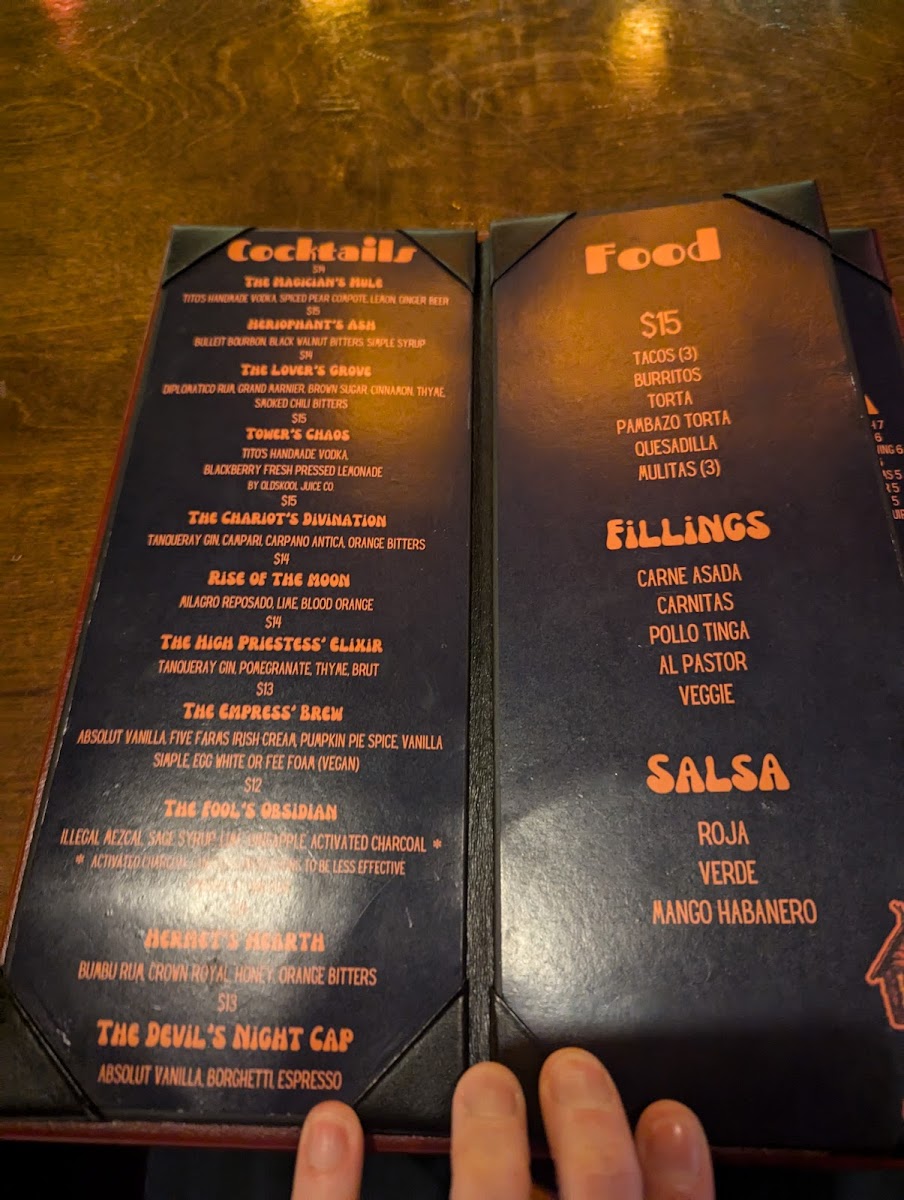 Cocktails
$14
THE MAGICIAN'S MULE
TITO'S HANDMADE VODKA, SPICED PEAR COMPOTE, LEMON, GINGER BEER
$15
HERIOPHANT'S ASH
BULLEIT BOURBON, BLACK WALNUT BITTERS, SIMPLE SYRUP
$14
THE LOVER'S GROVE
DIPLOMATICO RUM, GRAND MARNIER, BROWN SUGAR, CINNAMON, THYME,
SMOKED CHILI BITTERS
$15
TOWER'S CHAOS
TITO'S HANDMADE VODKA,
BLACKBERRY FRESH PRESSED LEMONADE
BY OLDSKOOL JUICE CO.
$15
THE CHARIOT'S DIVINATION
TANQUERAY GIN, CAMPARI, CARPANO ANTICA, ORANGE BITTERS
$14
RISE OF THE MOON
MILAGRO REPOSADO, LIME, BLOOD ORANGE
$14
THE HIGH PRIESTESS' ELIXIR
TANQUERAY GIN, POMEGRANATE, THYME, BRUT
$13
THE EMPRESS' BREW
ABSOLUT VANILLA, FIVE FARMS IRISH CREAM, PUMPKIN PIE SPICE, VANILLA
SIMPLE, EGG WHITE OR FEE FOAM (VEGAN)
$12
THE FOOL'S OBSIDIAN
ILLEGAL MEZCAL, SAGE SYRUP, LIME, PINEAPPLE, ACTIVATED CHARCOAL *
* ACTIVATED CHARCOAL TO BE LESS EFFECTIVE
HERMET'S HEARTH
BUMBU RUM, CROWN ROYAL, HONEY, ORANGE BITTERS
$13
THE DEVIL'S NIGHT CAP
ABSOLUT VANILLA, BORGHETTI, ESPRESSO
Food
$15
TACOS (3)
BURRITOS
TORTA
PAMBAZO TORTA
QUESADILLA
MULITAS (3)
FiLLiNGS
CARNE ASADA
CARNITAS
POLLO TINGA
AL PASTOR
VEGGIE
SALSA
ROJA
VERDE
MANGO HABANERO